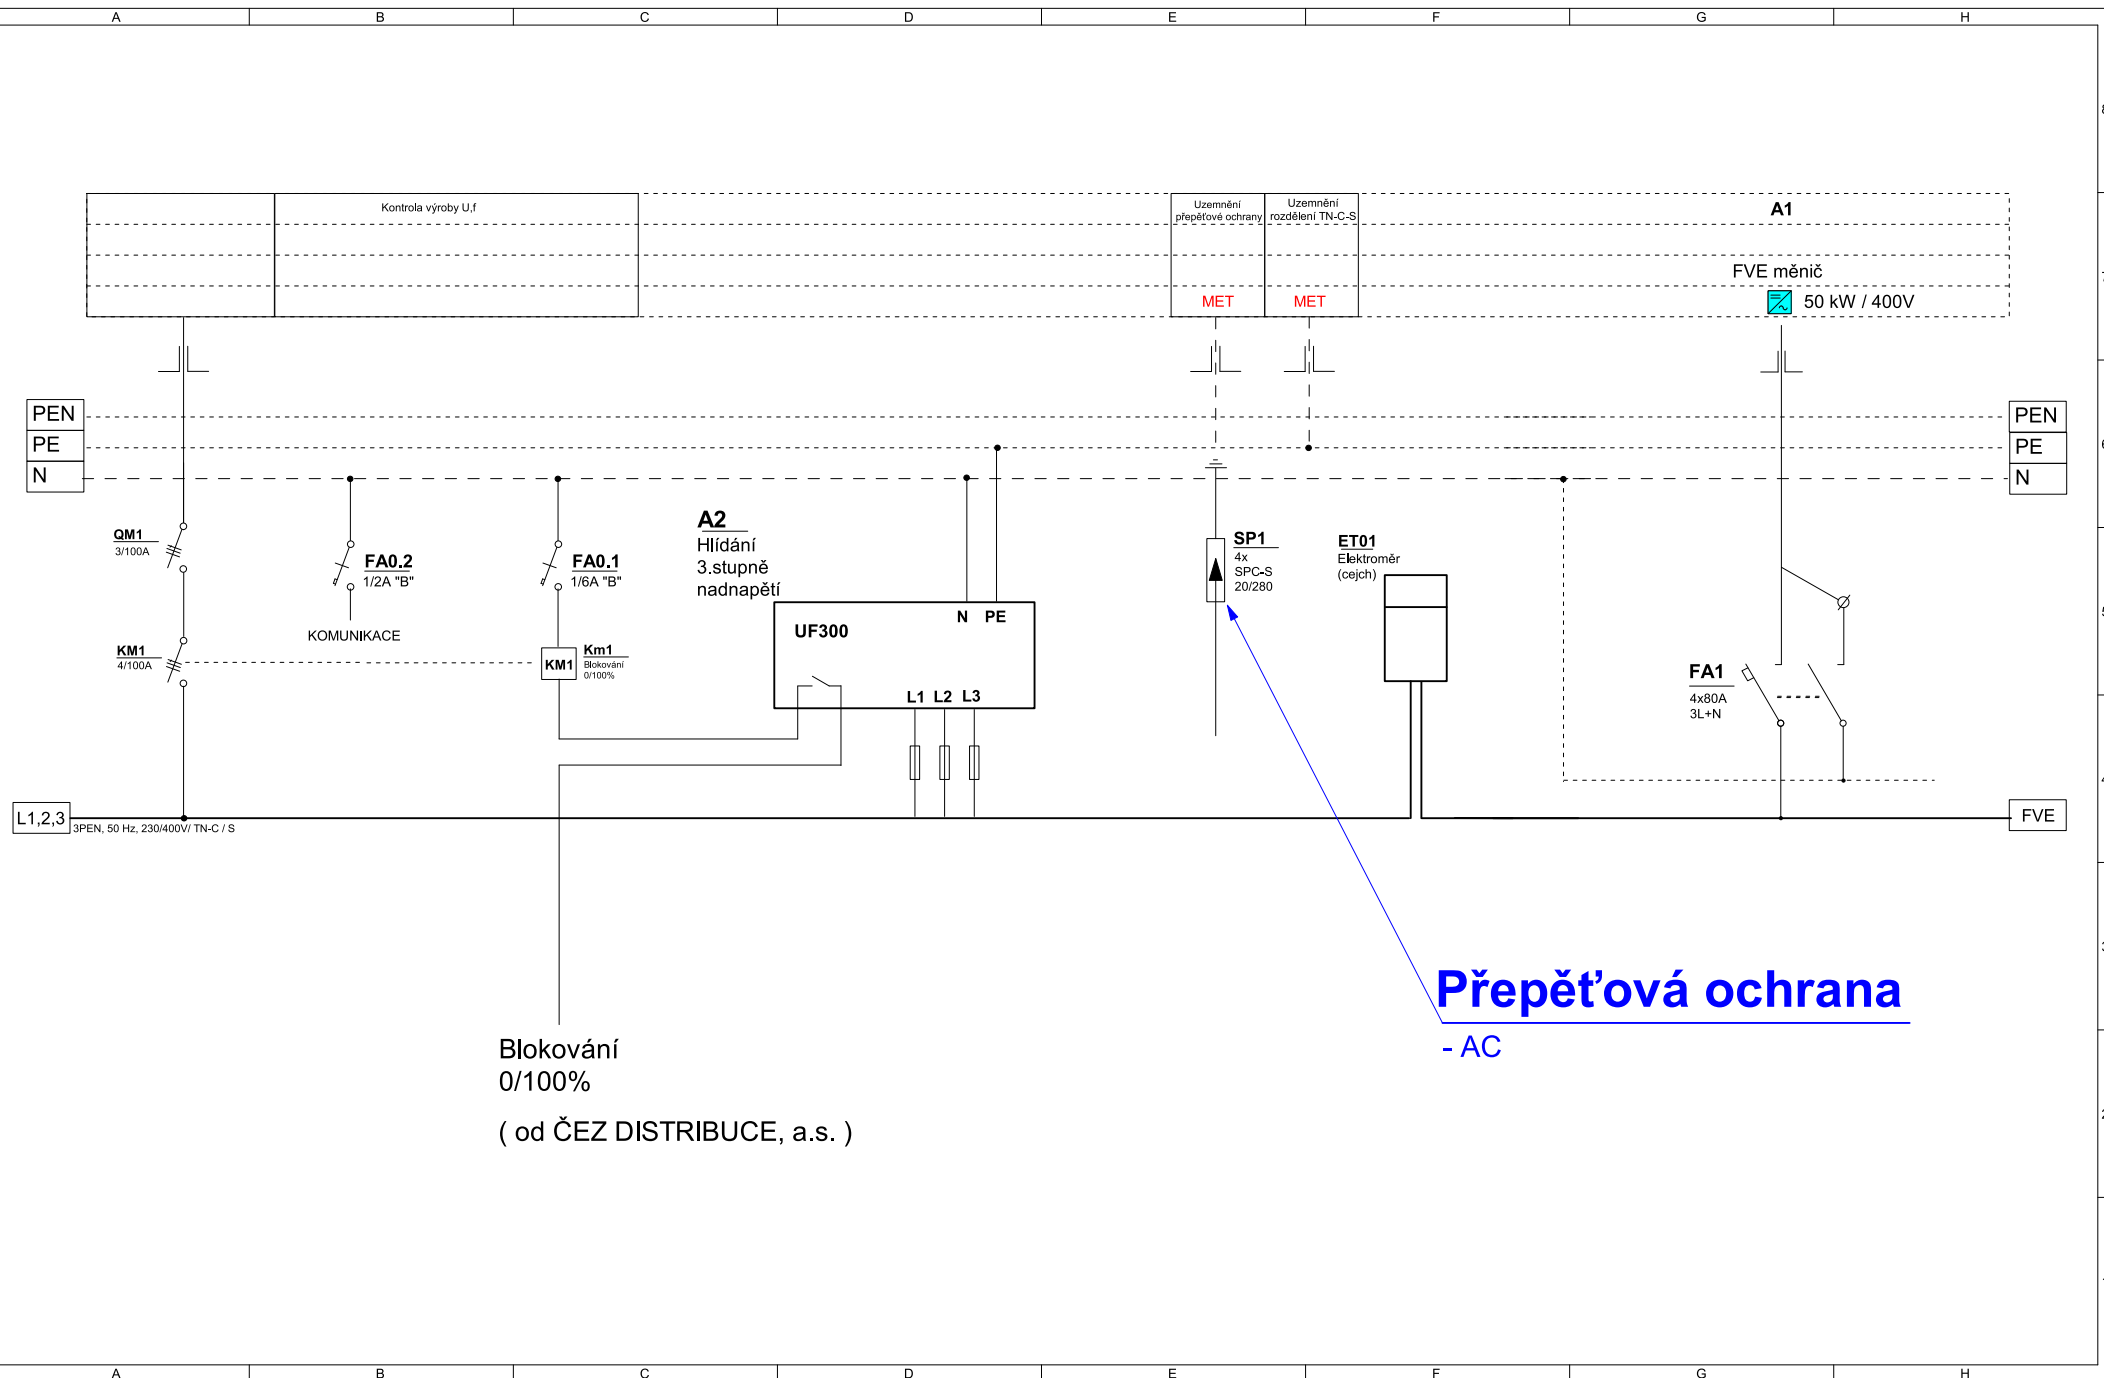 A B C D E F G H
Kontrola výroby U,f
Uzemnění
přepěťové ochrany
Uzemnění
rozdělení TN-C-S
A1
FVE měnič
MET
MET
50 kW / 400V
PEN
PE
N
PEN
PE
N
QM1
3/100A
FA0.2
1/2A "B"
KOMUNIKACE
FA0.1
1/6A "B"
A2
Hlídání
3.stupně
nadnapětí
SP1
4x
SPC-S
20/280
ET01
Elektroměr
(cejch)
KM1
4/100A
KM1
Km1
Blokování
0/100%
UF300
N PE
L1 L2 L3
FA1
4x80A
3L+N
L1,2,3
3PEN, 50 Hz, 230/400V/ TN-C / S
FVE
Přepěťová ochrana
- AC
Blokování
0/100%
( od ČEZ DISTRIBUCE, a.s. )
A B C D E F G H